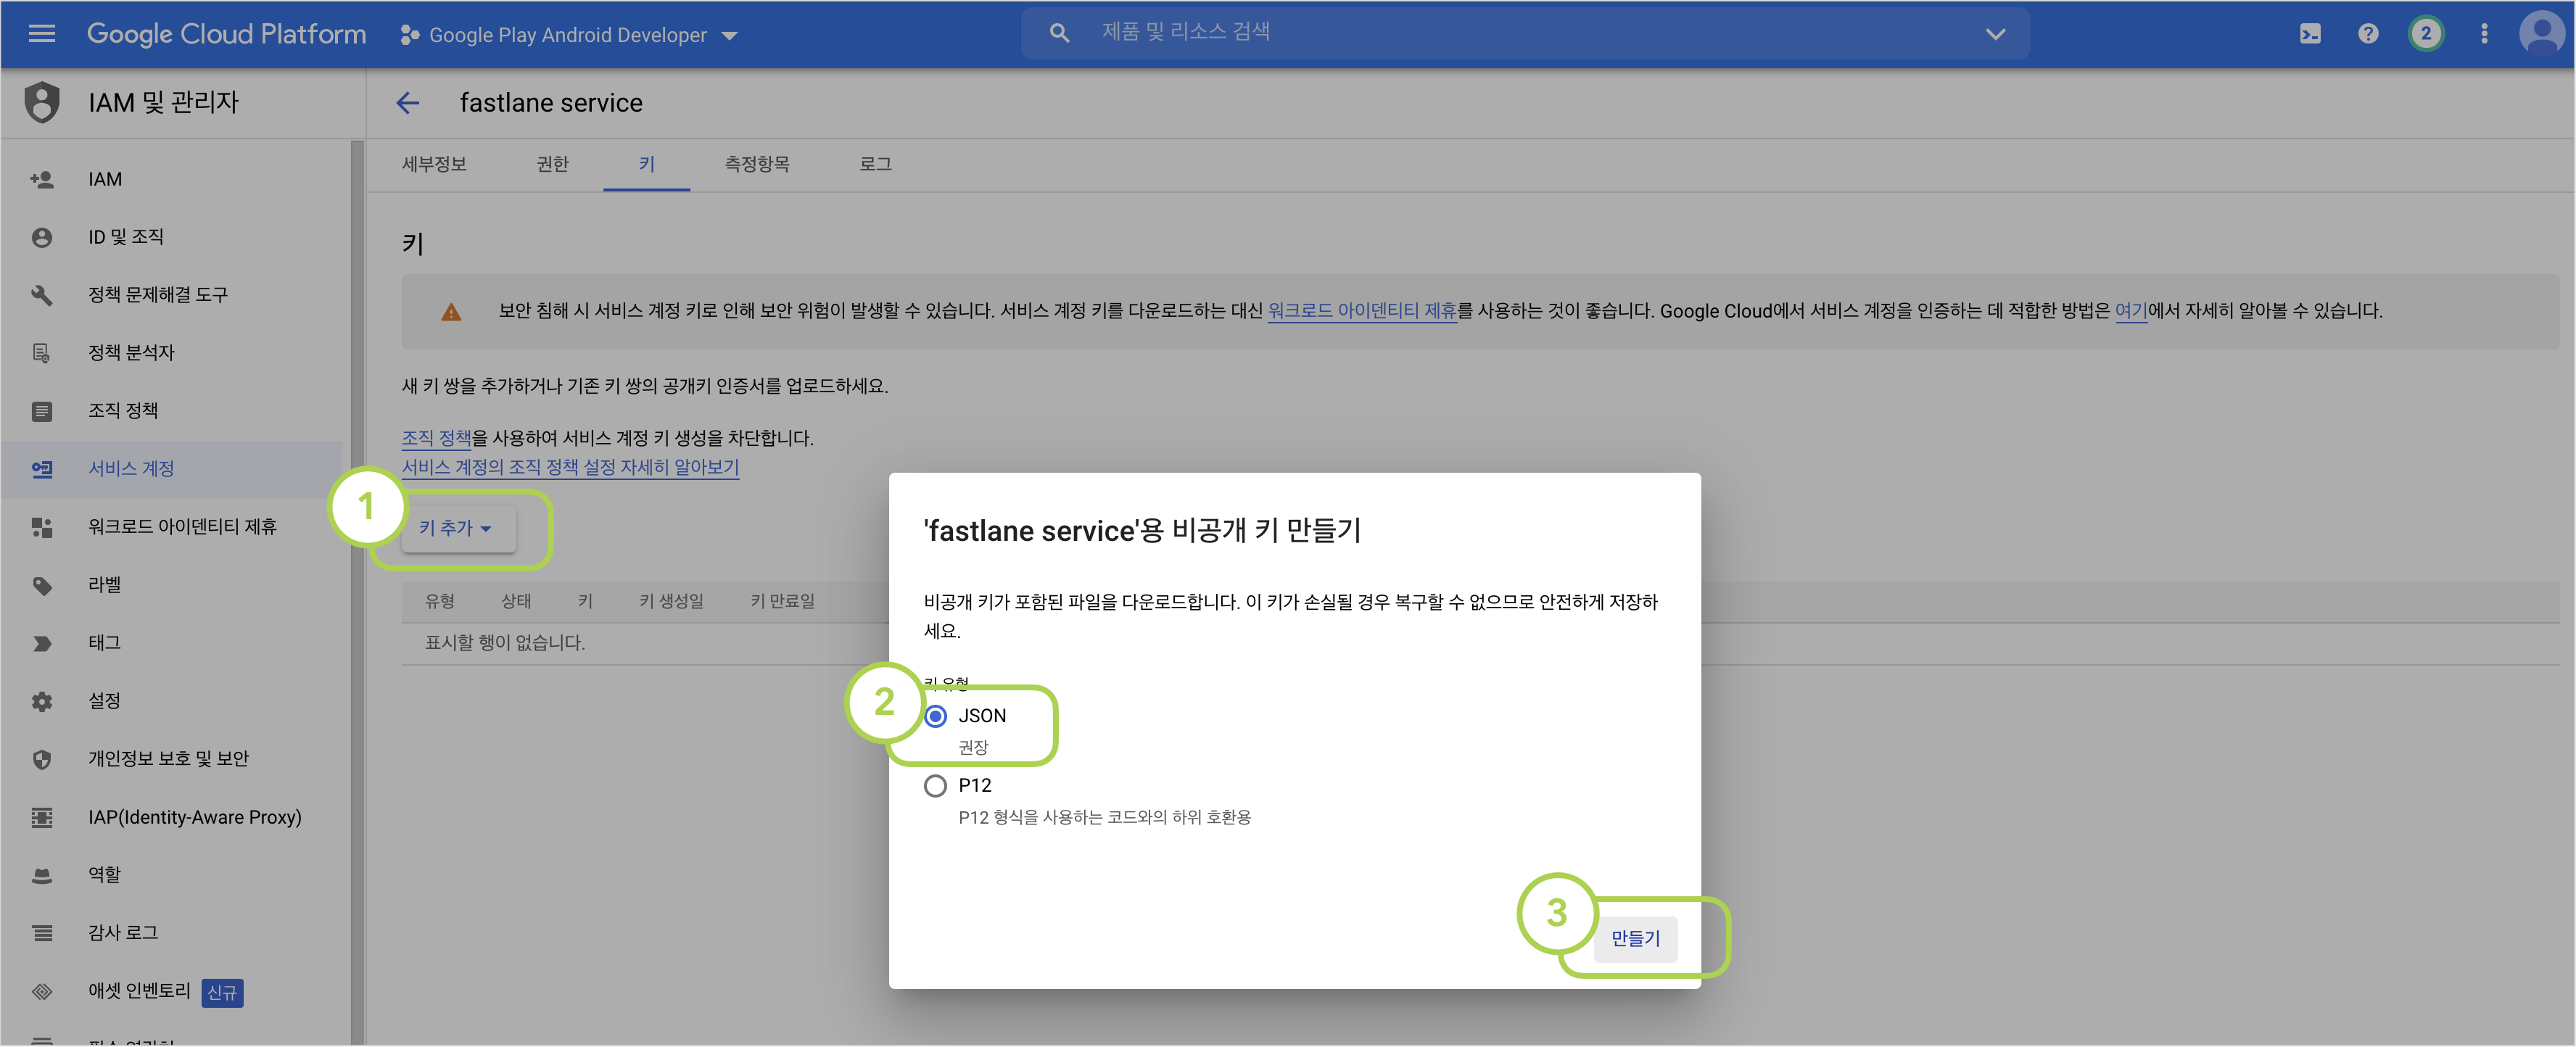 Google Cloud Platform
Google Play Android Developer
제품 및 리소스 검색
2
IAM 및 관리자
fastlane service
IAM
ID 및 조직
정책 문제해결 도구
정책 분석자
조직 정책
서비스 계정
워크로드 아이덴티티 제휴
라벨
태그
설정
개인정보 보호 및 보안
IAP(Identity-Aware Proxy)
역할
감사 로그
애셋 인벤토리 신규
세부정보 권한 키 측정항목 로그
키
보안 침해 시 서비스 계정 키로 인해 보안 위험이 발생할 수 있습니다. 서비스 계정 키를 다운로드하는 대신 워크로드 아이덴티티 제휴를 사용하는 것이 좋습니다. Google Cloud에서 서비스 계정을 인증하는 데 적합한 방법은 여기에서 자세히 알아볼 수 있습니다.
새 키 쌍을 추가하거나 기존 키 쌍의 공개키 인증서를 업로드하세요.
조직 정책을 사용하여 서비스 계정 키 생성을 차단합니다.
서비스 계정의 조직 정책 설정 자세히 알아보기
1
키 추가
유형 상태 키 키 생성일 키 만료일
표시할 행이 없습니다.
'fastlane service'용 비공개 키 만들기
비공개 키가 포함된 파일을 다운로드합니다. 이 키가 손실될 경우 복구할 수 없으므로 안전하게 저장하
세요.
키 유형
2
JSON
권장
P12
P12 형식을 사용하는 코드와의 하위 호환용
3
만들기